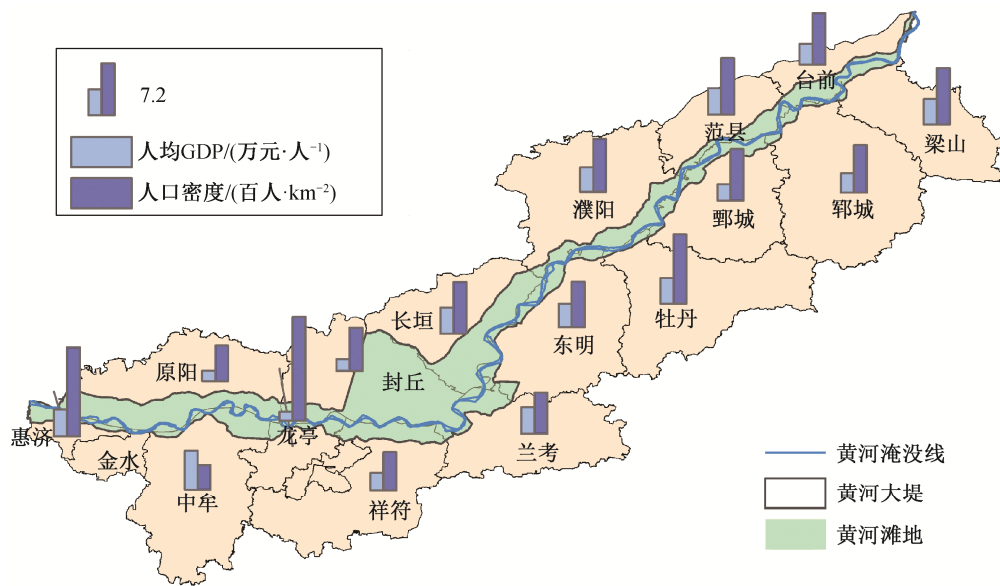 7.2
人均GDP/(万元·人⁻¹)
人口密度/(百人·km⁻²)
台前
梁山
范县
濮阳
鄄城
郓城
长垣
东明
牡丹
原阳
封丘
惠济
金水
龙亭
兰考
中牟
祥符
黄河淹没线
黄河大堤
黄河滩地